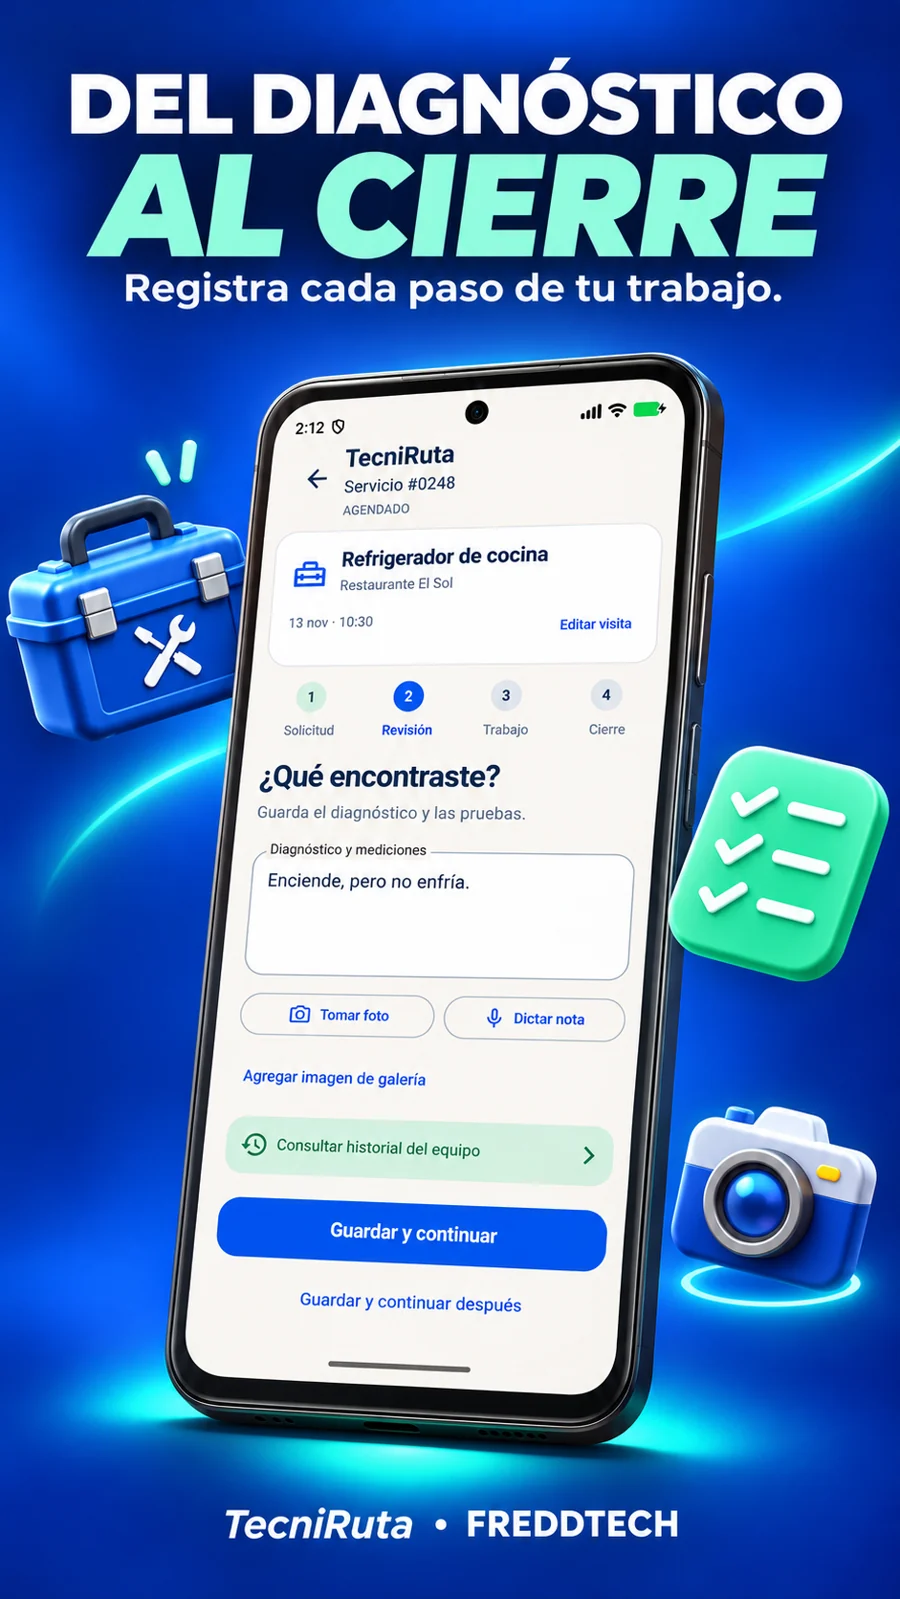 DEL DIAGNÓSTICO
AL CIERRE
Registra cada paso de tu trabajo.
2:12
TecniRuta
Servicio #0248
AGENDADO
Refrigerador de cocina
Restaurante El Sol
13 nov · 10:30
Editar visita
1 2 3 4
Solicitud Revisión Trabajo Cierre
¿Qué encontraste?
Guarda el diagnóstico y las pruebas.
Diagnóstico y mediciones
Enciende, pero no enfría.
Tomar foto Dictar nota
Agregar imagen de galería
Consultar historial del equipo
Guardar y continuar
Guardar y continuar después
TecniRuta • FREDDTECH